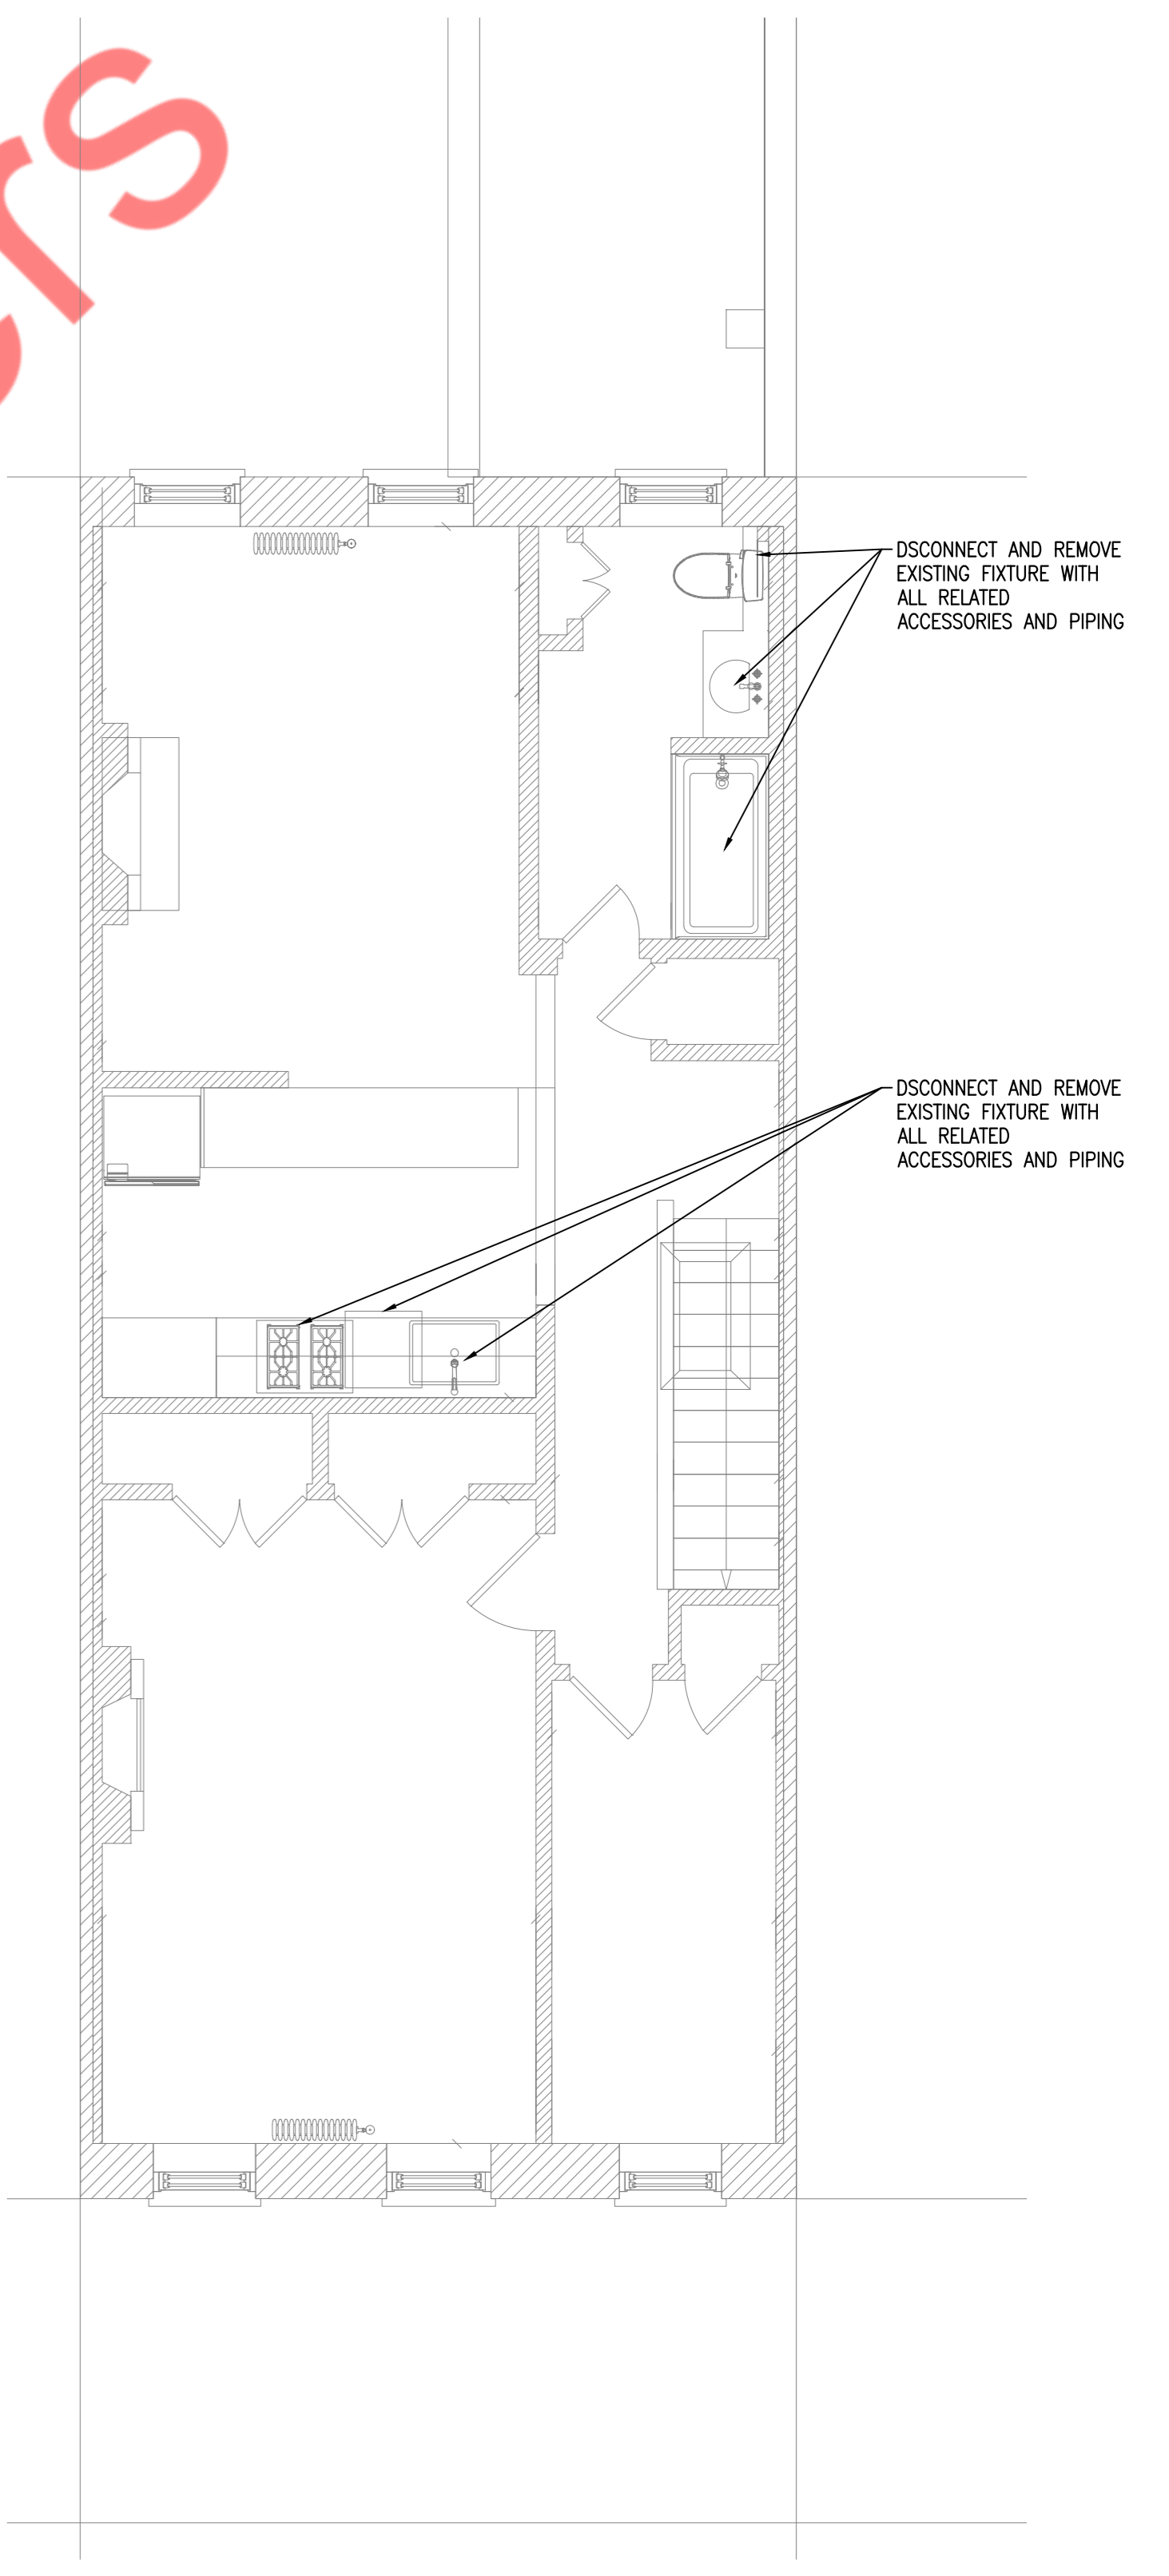 rs
DSCONNECT AND REMOVE
EXISTING FIXTURE WITH
ALL RELATED
ACCESSORIES AND PIPING
DSCONNECT AND REMOVE
EXISTING FIXTURE WITH
ALL RELATED
ACCESSORIES AND PIPING